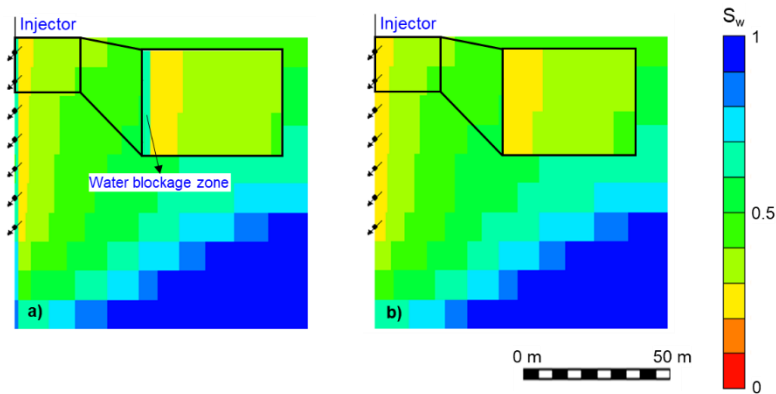 Injector
Water blockage zone
a)
Injector
b)
0 m 50 m
Sw
1
0.5
0